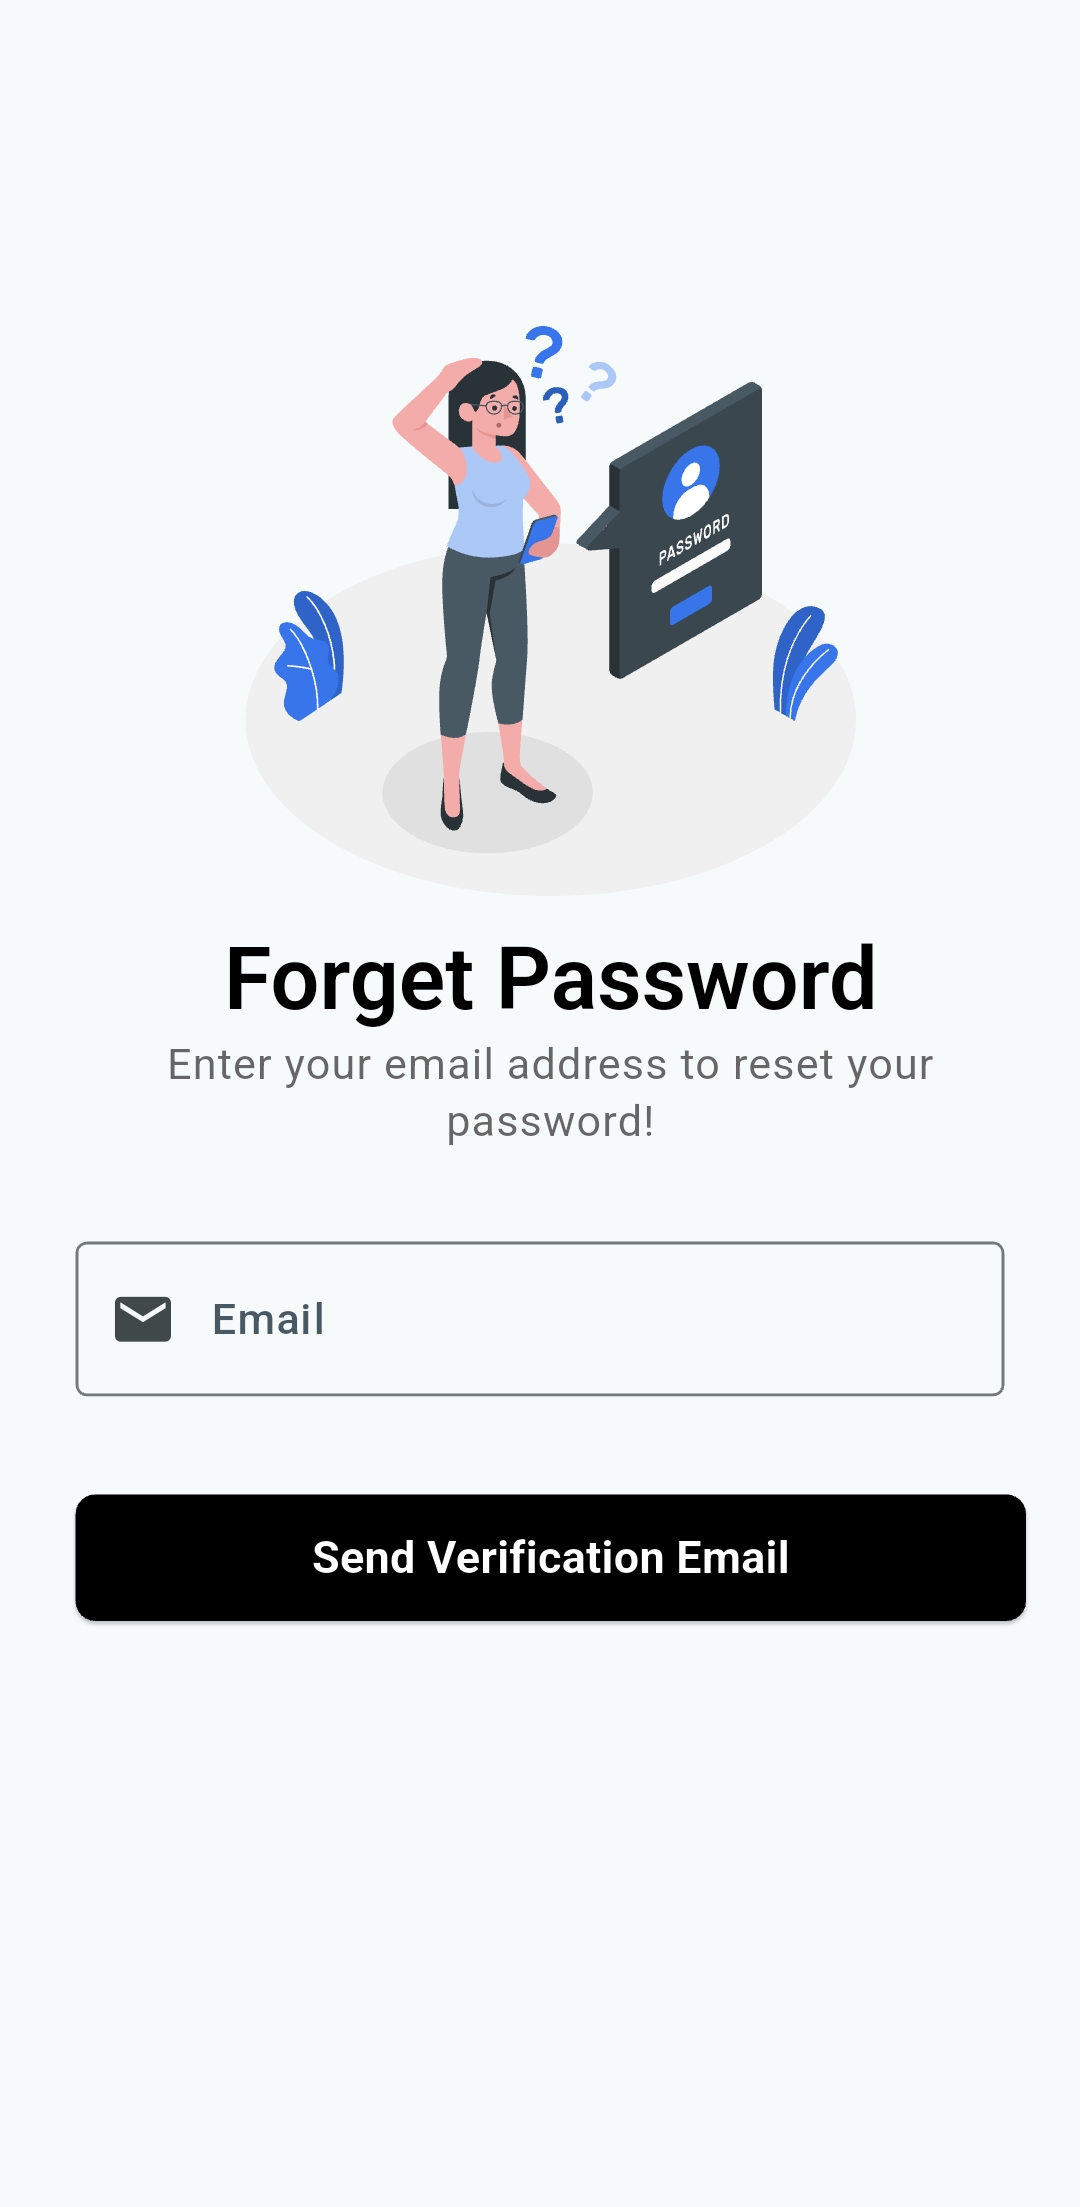 ? ? ?
PASSWORD
Forget Password
Enter your email address to reset your
password!
Email
Send Verification Email